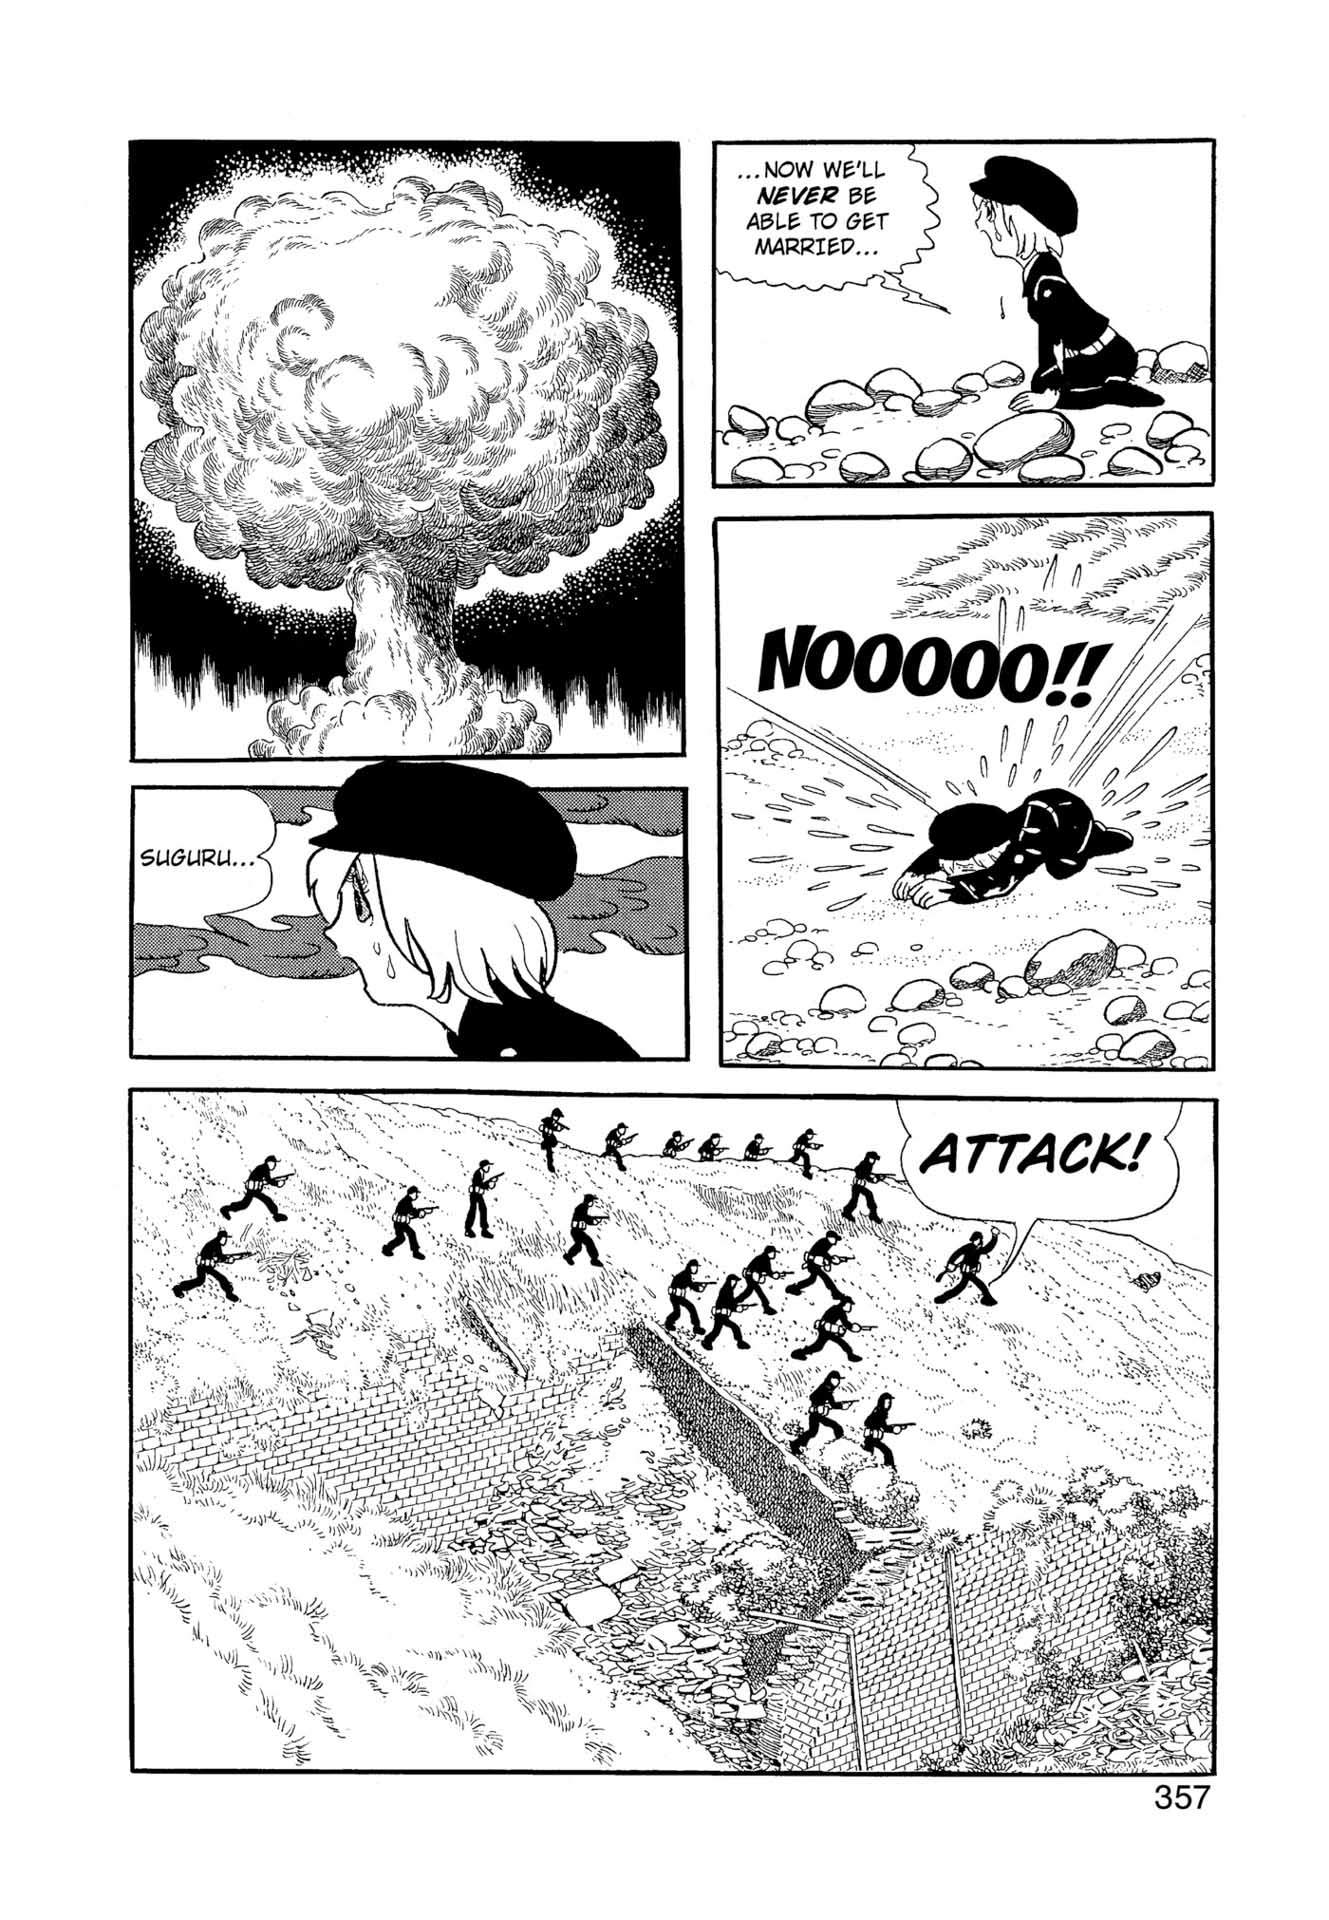 SUGURU...
...NOW WE'LL
NEVER BE
ABLE TO GET
MARRIED...
NOOOOO!!
ATTACK!
357